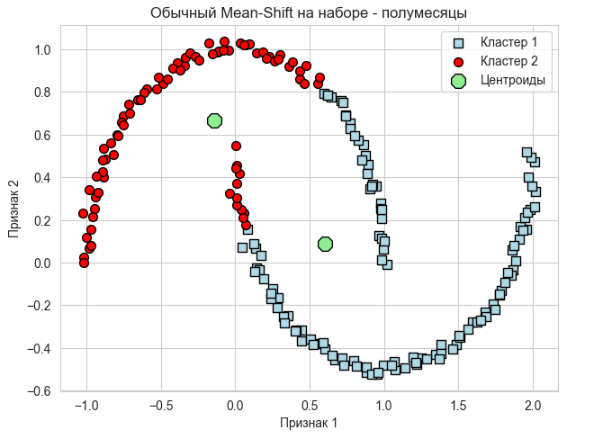 Обычный Mean-Shift на наборе - полумесяцы
Кластер 1
Кластер 2
Центроиды
Признак 2
1.0
0.8
0.6
0.4
0.2
0.0
−0.2
−0.4
−0.6
−1.0
−0.5
0.0
0.5
1.0
1.5
2.0
Признак 1